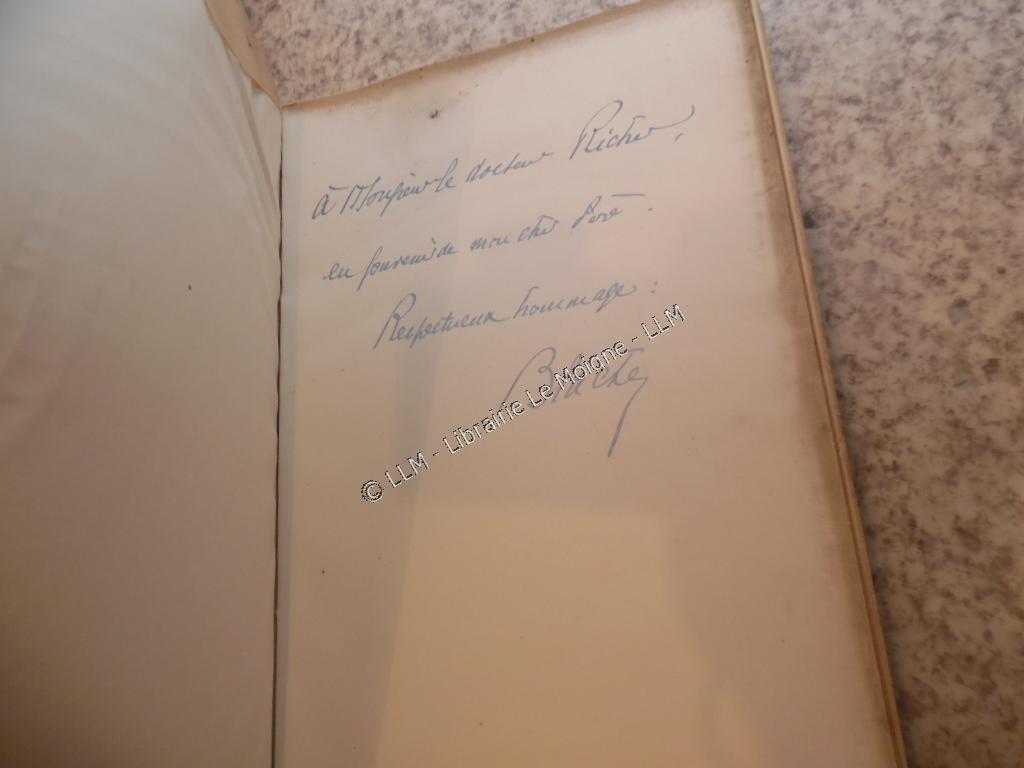 à Monsieur le docteur Richer,
en souvenir de mon cher Père.
Respectueux hommage :
© LLM - Librairie Le Moigne - LLM